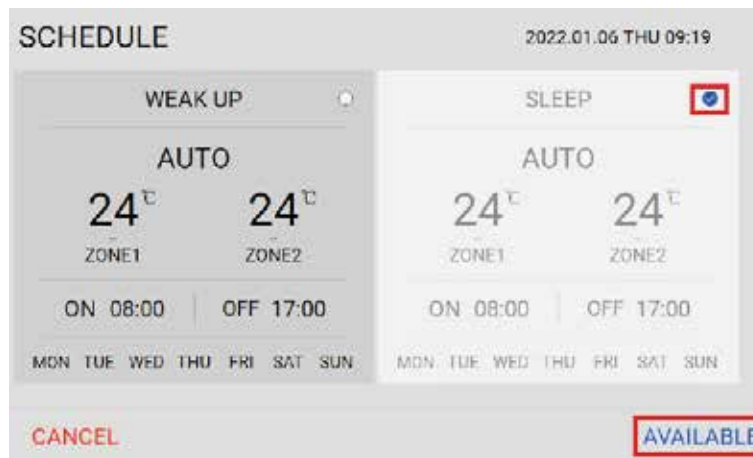 SCHEDULE 2022.01.06 THU 09:19
WEAK UP
AUTO
24℃ 24℃
ZONE1 ZONE2
ON 08:00 OFF 17:00
MON TUE WED THU FRI SAT SUN
SLEEP
AUTO
24℃ 24℃
ZONE1 ZONE2
ON 08:00 OFF 17:00
MON TUE WED THU FRI SAT SUN
CANCEL AVAILABLE